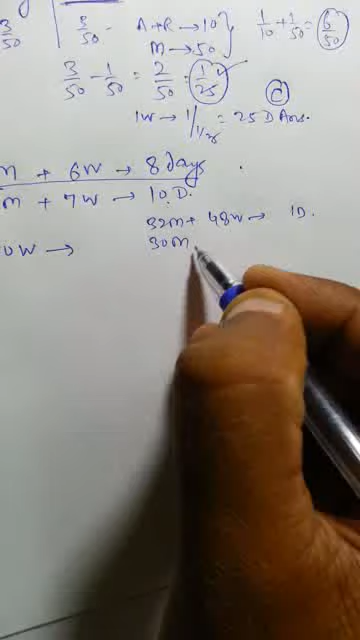 3/50 | 3/50 - A+R → 10 } 1/10 + 1/50 = 6/50
M → 50
3/50 - 1/50 = 2/50 = 1/25
C
1W → 1/1/25 = 25 D Ans.
m + 6W → 8 days
m + 7W → 10 D.
32m + 48W → 1D.
0W → 30m